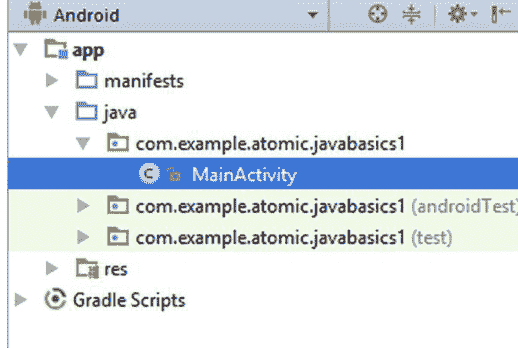 Android
app
manifests
java
com.example.atomic.javabasics1
C MainActivity
com.example.atomic.javabasics1 (androidTest)
com.example.atomic.javabasics1 (test)
res
Gradle Scripts